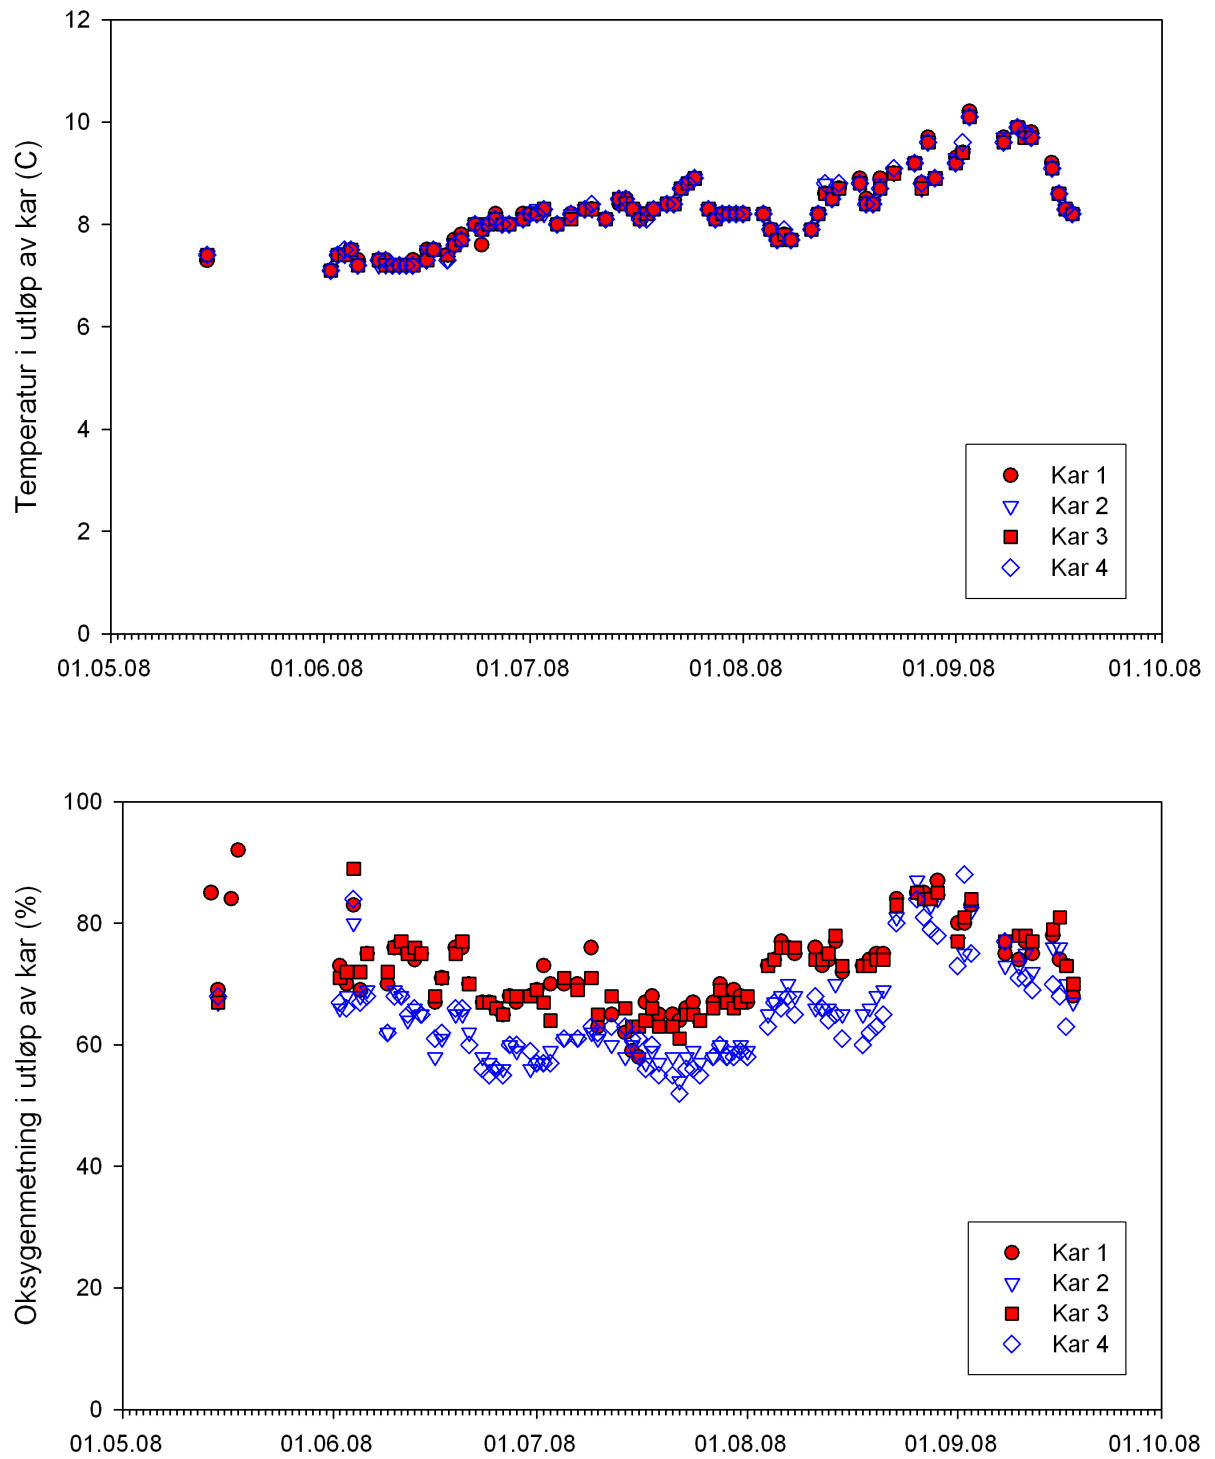 12
10
8
6
4
2
0
Temperatur i utløp av kar (C)
Kar 1
Kar 2
Kar 3
Kar 4
01.05.08 01.06.08 01.07.08 01.08.08 01.09.08 01.10.08
100
80
60
40
20
0
Oksygenmetning i utløp av kar (%)
Kar 1
Kar 2
Kar 3
Kar 4
01.05.08 01.06.08 01.07.08 01.08.08 01.09.08 01.10.08